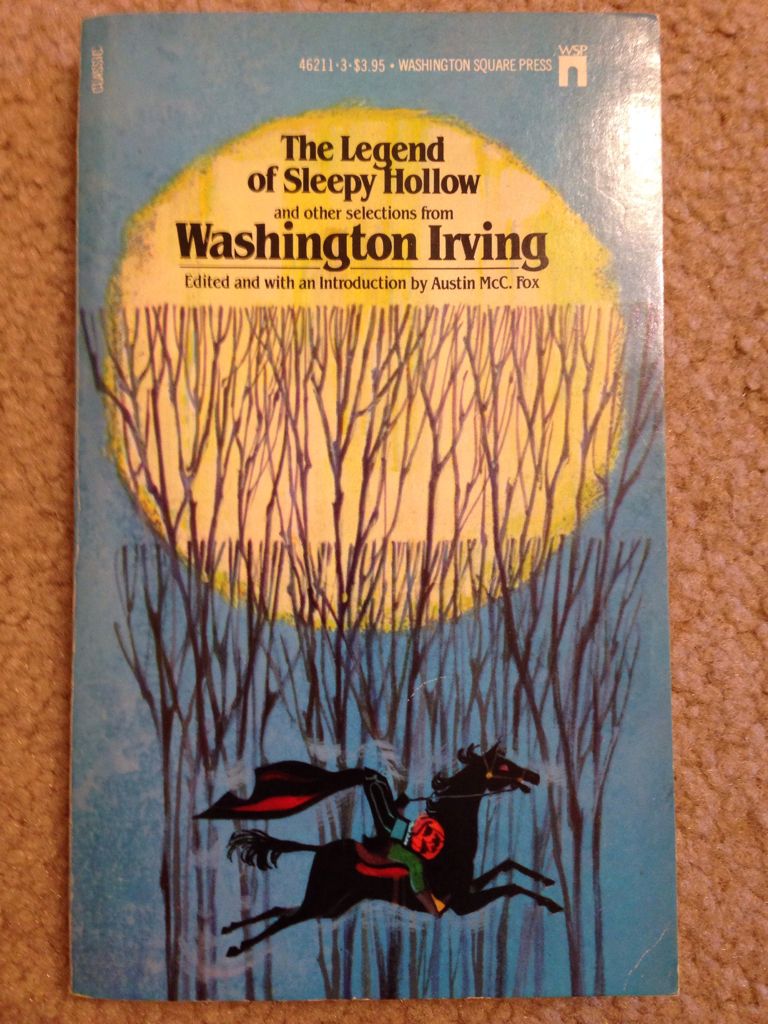 CLASSIC
46211·3·$3.95 • WASHINGTON SQUARE PRESS
WSP
The Legend
of Sleepy Hollow
and other selections from
Washington Irving
Edited and with an Introduction by Austin McC. Fox